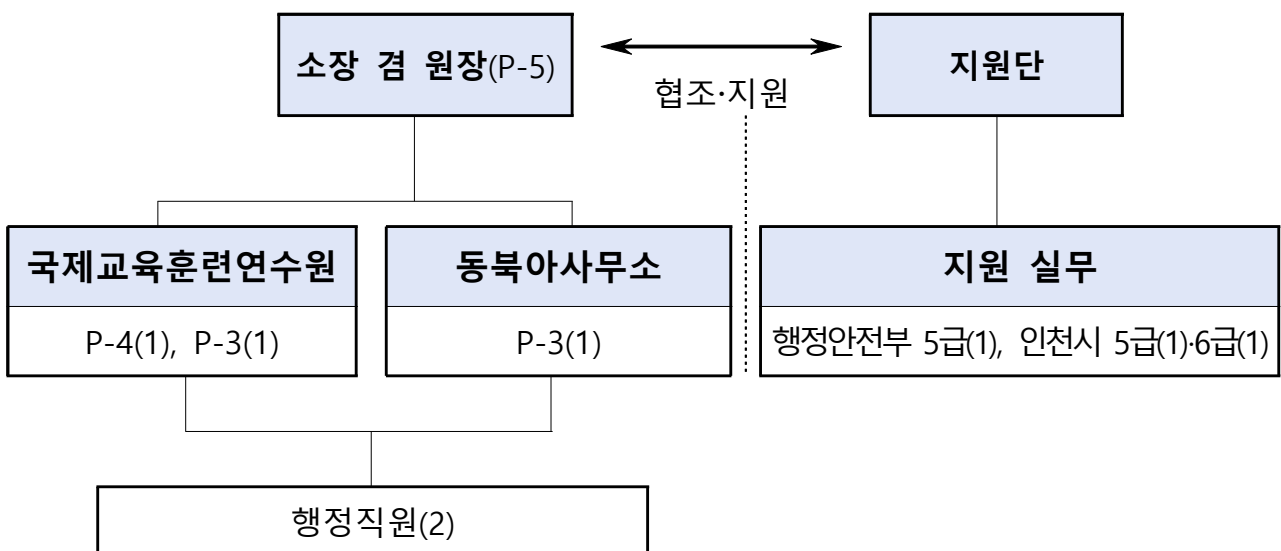 소장 겸 원장(P-5)
협조·지원
지원단
국제교육훈련연수원
동북아사무소
지원 실무
P-4(1), P-3(1)
P-3(1)
행정안전부 5급(1), 인천시 5급(1)·6급(1)
행정직원(2)